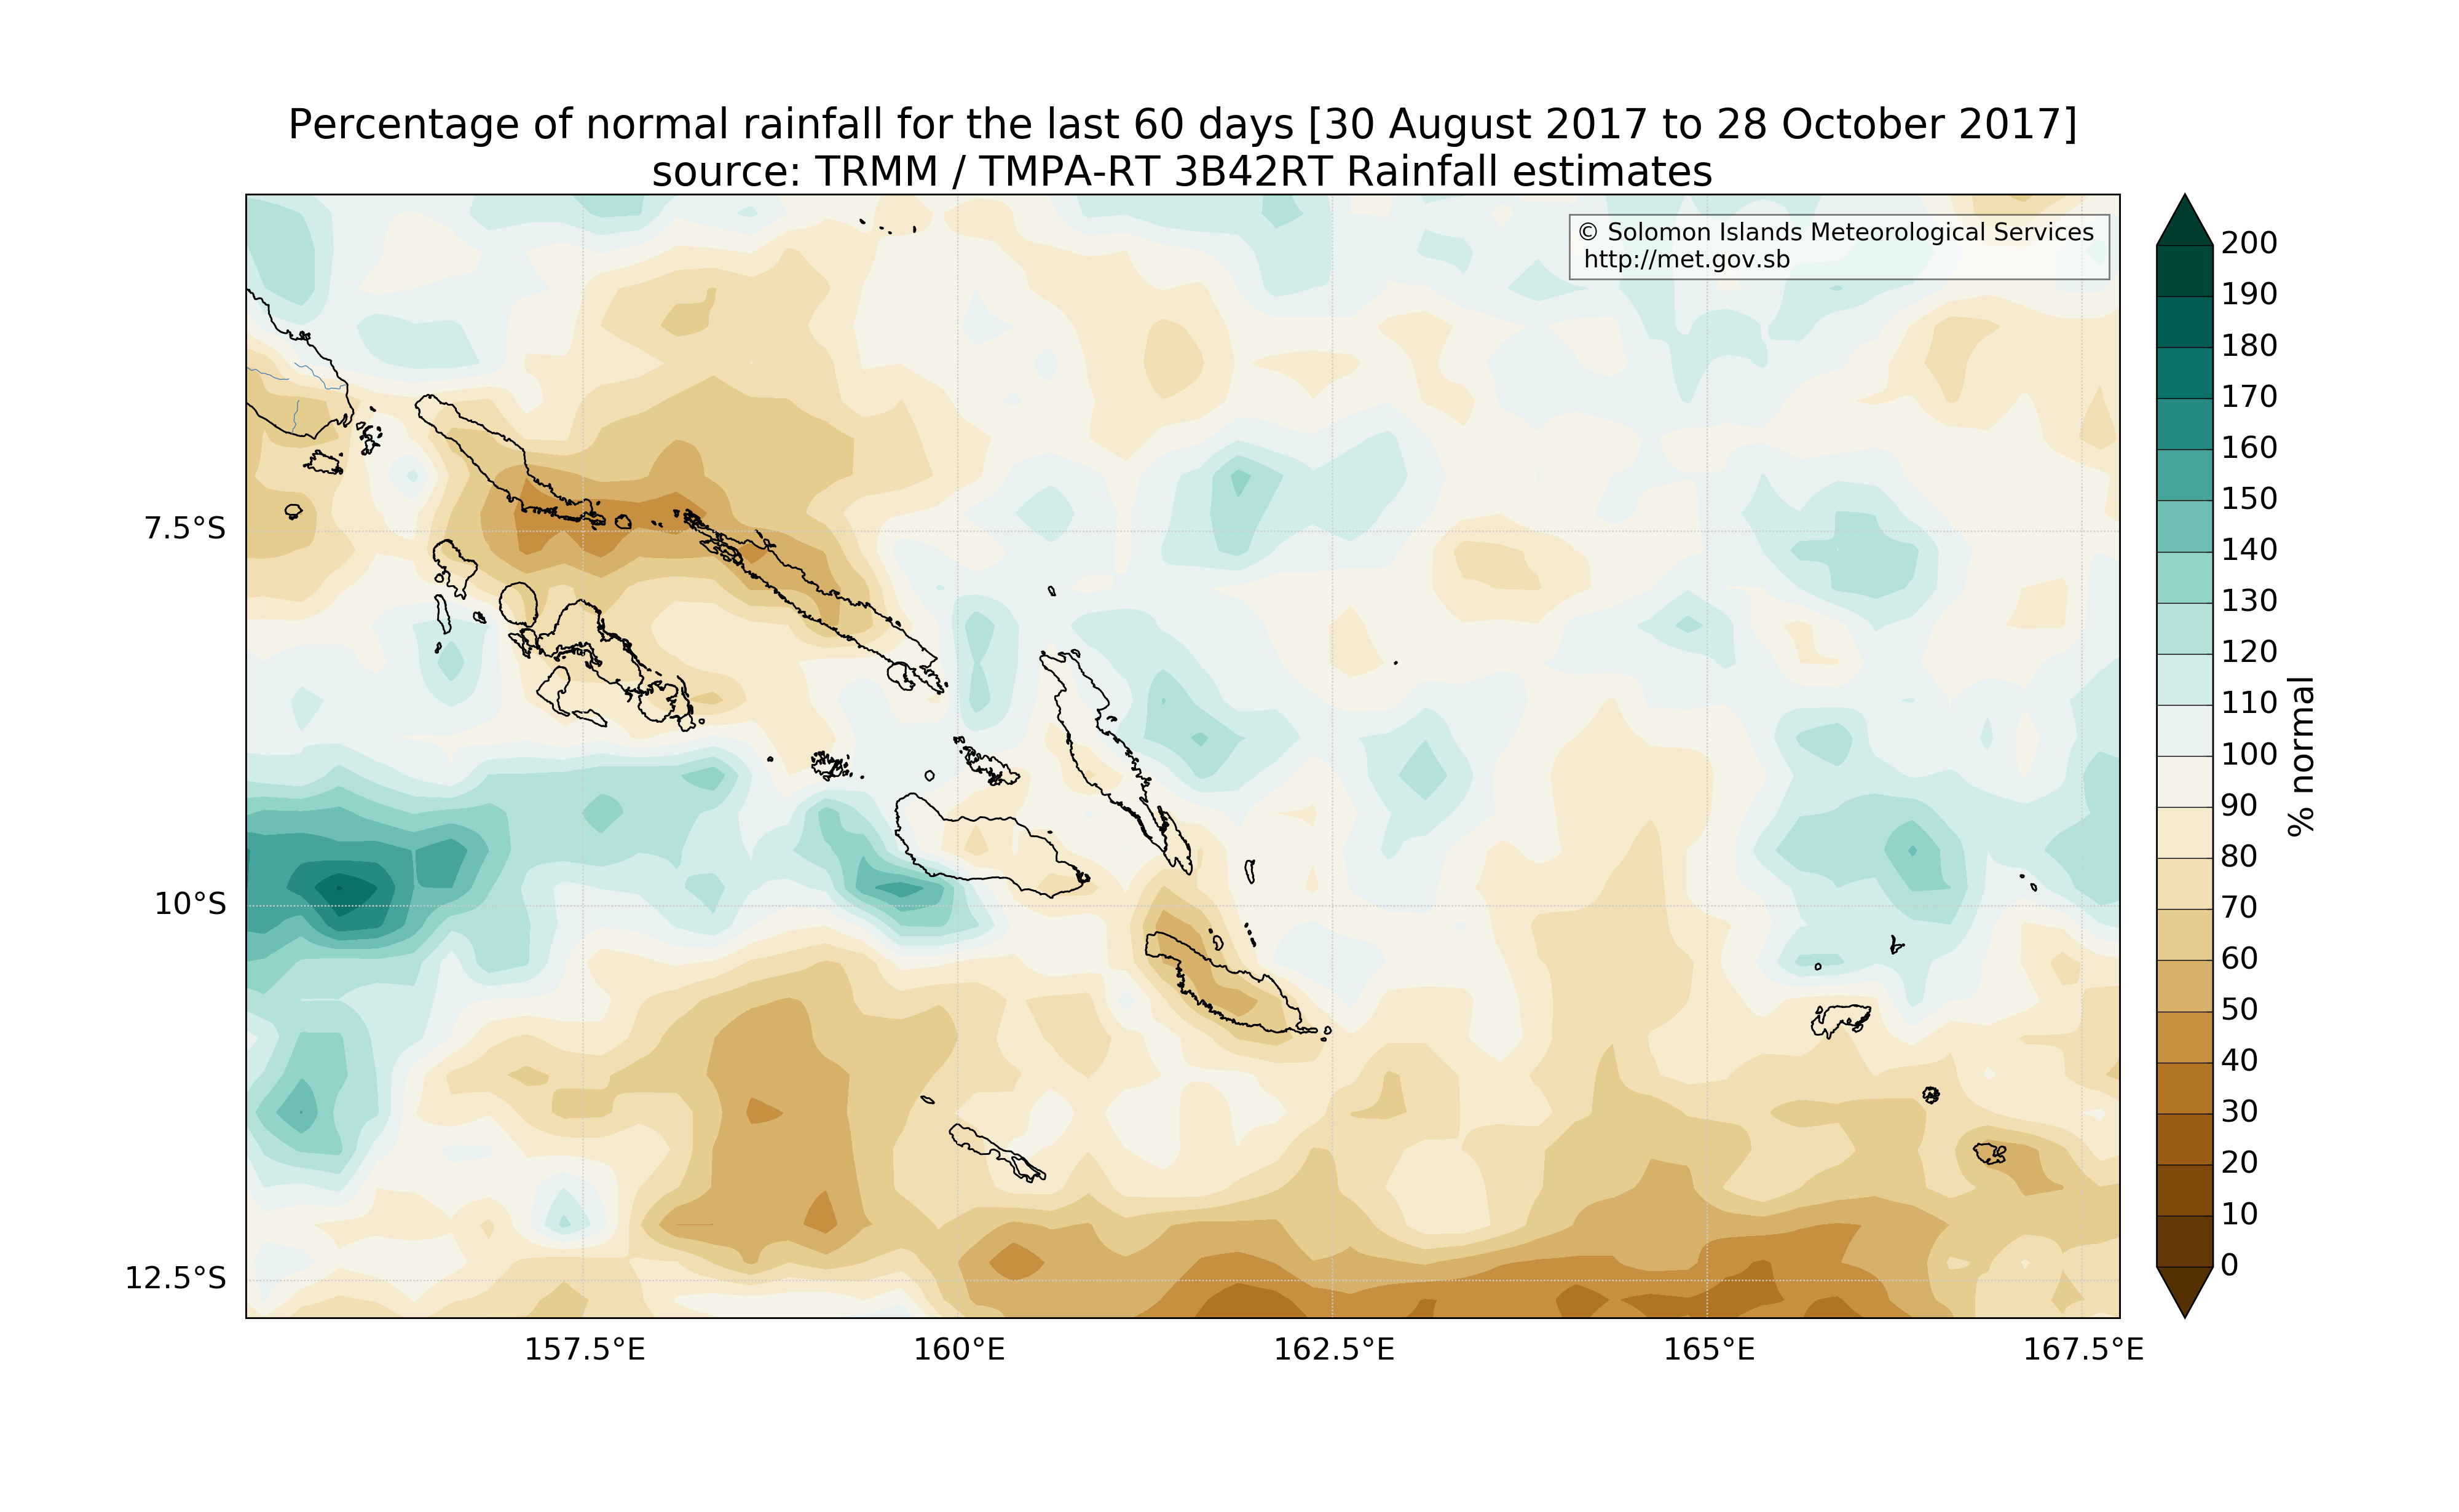 Percentage of normal rainfall for the last 60 days [30 August 2017 to 28 October 2017]
source: TRMM / TMPA-RT 3B42RT Rainfall estimates
© Solomon Islands Meteorological Services
http://met.gov.sb
7.5°S
10°S
12.5°S
157.5°E
160°E
162.5°E
165°E
167.5°E
200
190
180
170
160
150
140
130
120
110
100
90
80
70
60
50
40
30
20
10
0
% normal